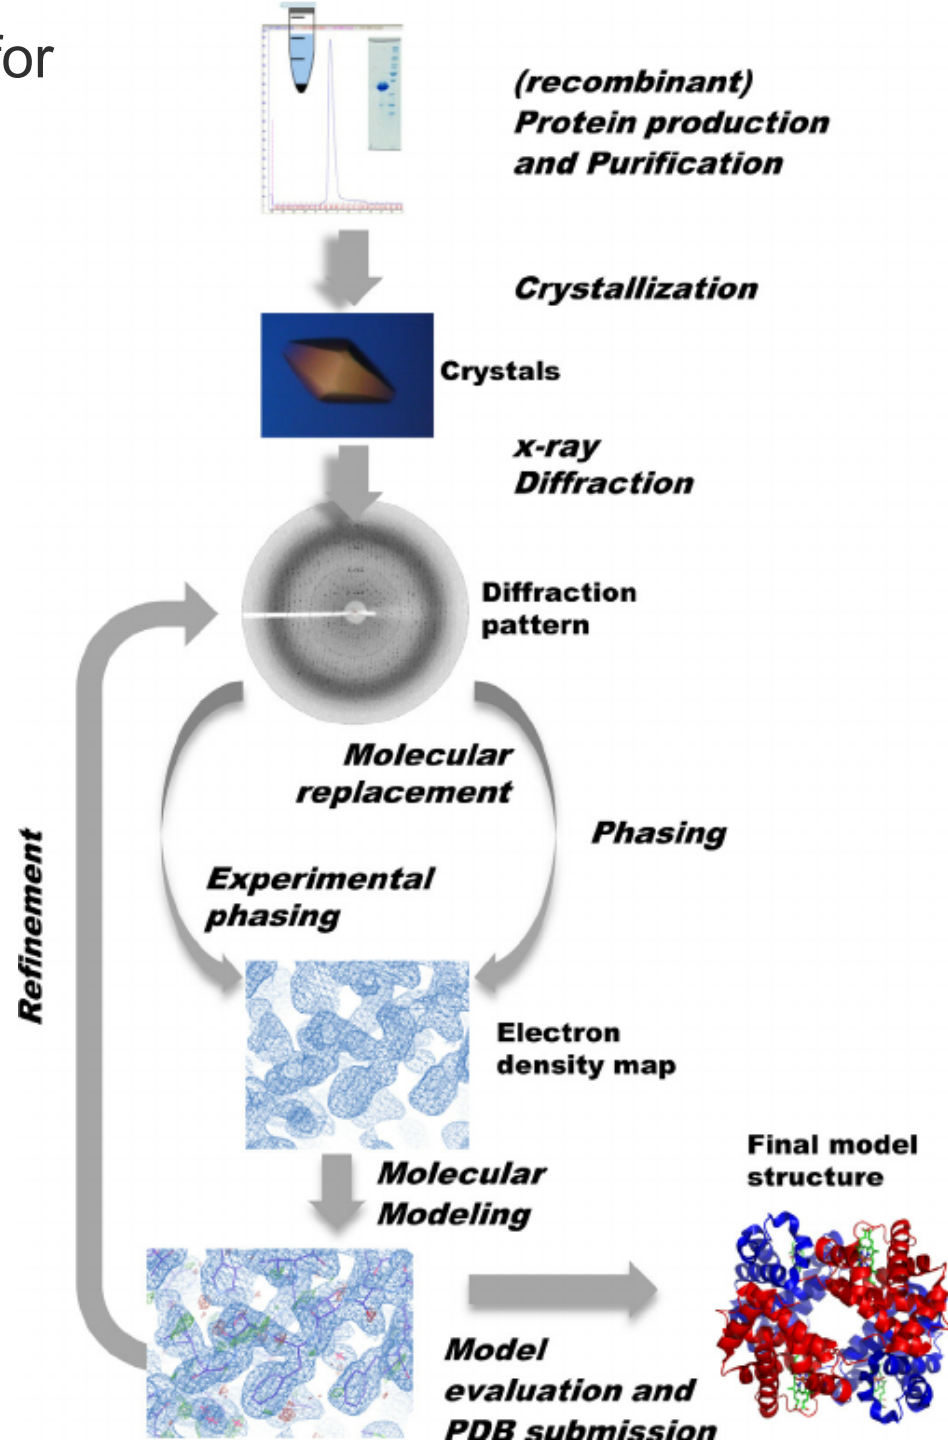 for
(recombinant)
Protein production
and Purification
Crystallization
Crystals
x-ray
Diffraction
Diffraction
pattern
Molecular
replacement
Phasing
Experimental
phasing
Refinement
Electron
density map
Molecular
Modeling
Final model
structure
Model
evaluation and
PDB submission